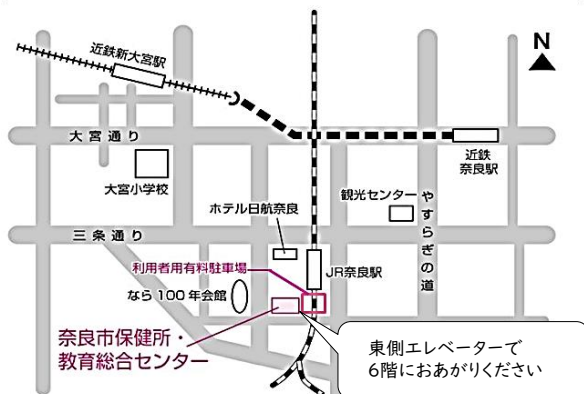 近鉄新大宮駅
N
大宮通り
近鉄
奈良駅
大宮小学校
観光センター
ホテル日航奈良
やすらぎの道
三条通り
利用者用有料駐車場
JR奈良駅
なら100年会館
奈良市保健所・
教育総合センター
東側エレベーターで
6階におあがりください